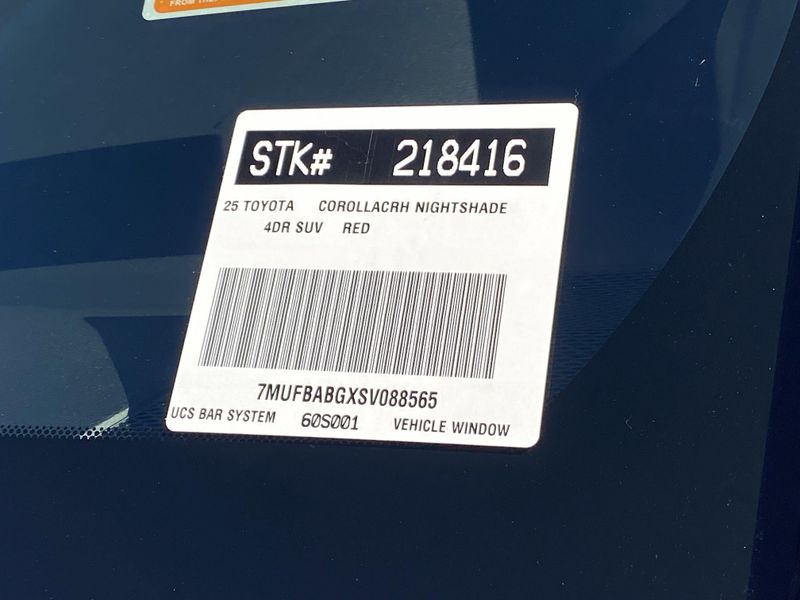 STK# 218416
25 TOYOTA COROLLACRH NIGHTSHADE
4DR SUV RED
7MUFBABGXSV088565
UCS BAR SYSTEM 60S001 VEHICLE WINDOW